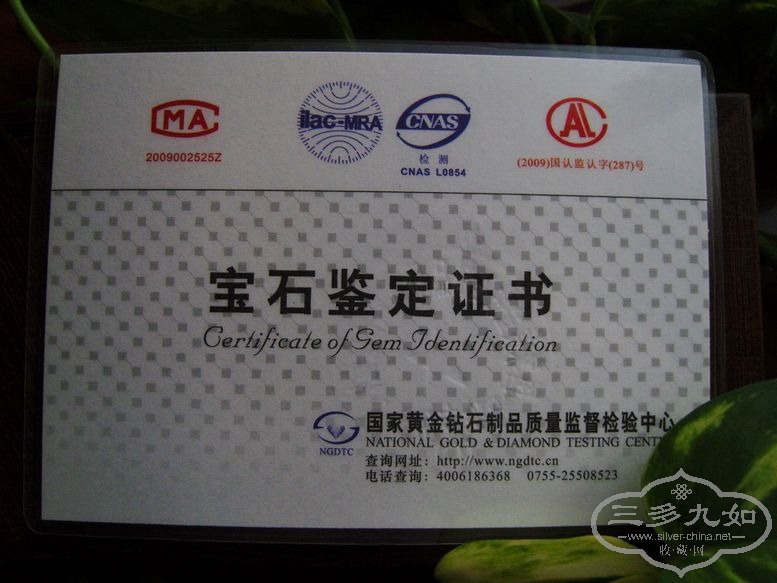 MA
2009002525Z
ilac-MRA
CNAS
检测
CNAS L0854
AL
(2009)国认监认字(287)号
宝石鉴定证书
Certificate of Gem Identification
NGDTC
国家黄金钻石制品质量监督检验中心
NATIONAL GOLD & DIAMOND TESTING CENT
查询网址：http://www.ngdtc.cn
电话查询：4006186368 0755-25508523
三多九如
www.silver-china.net
收·藏·网